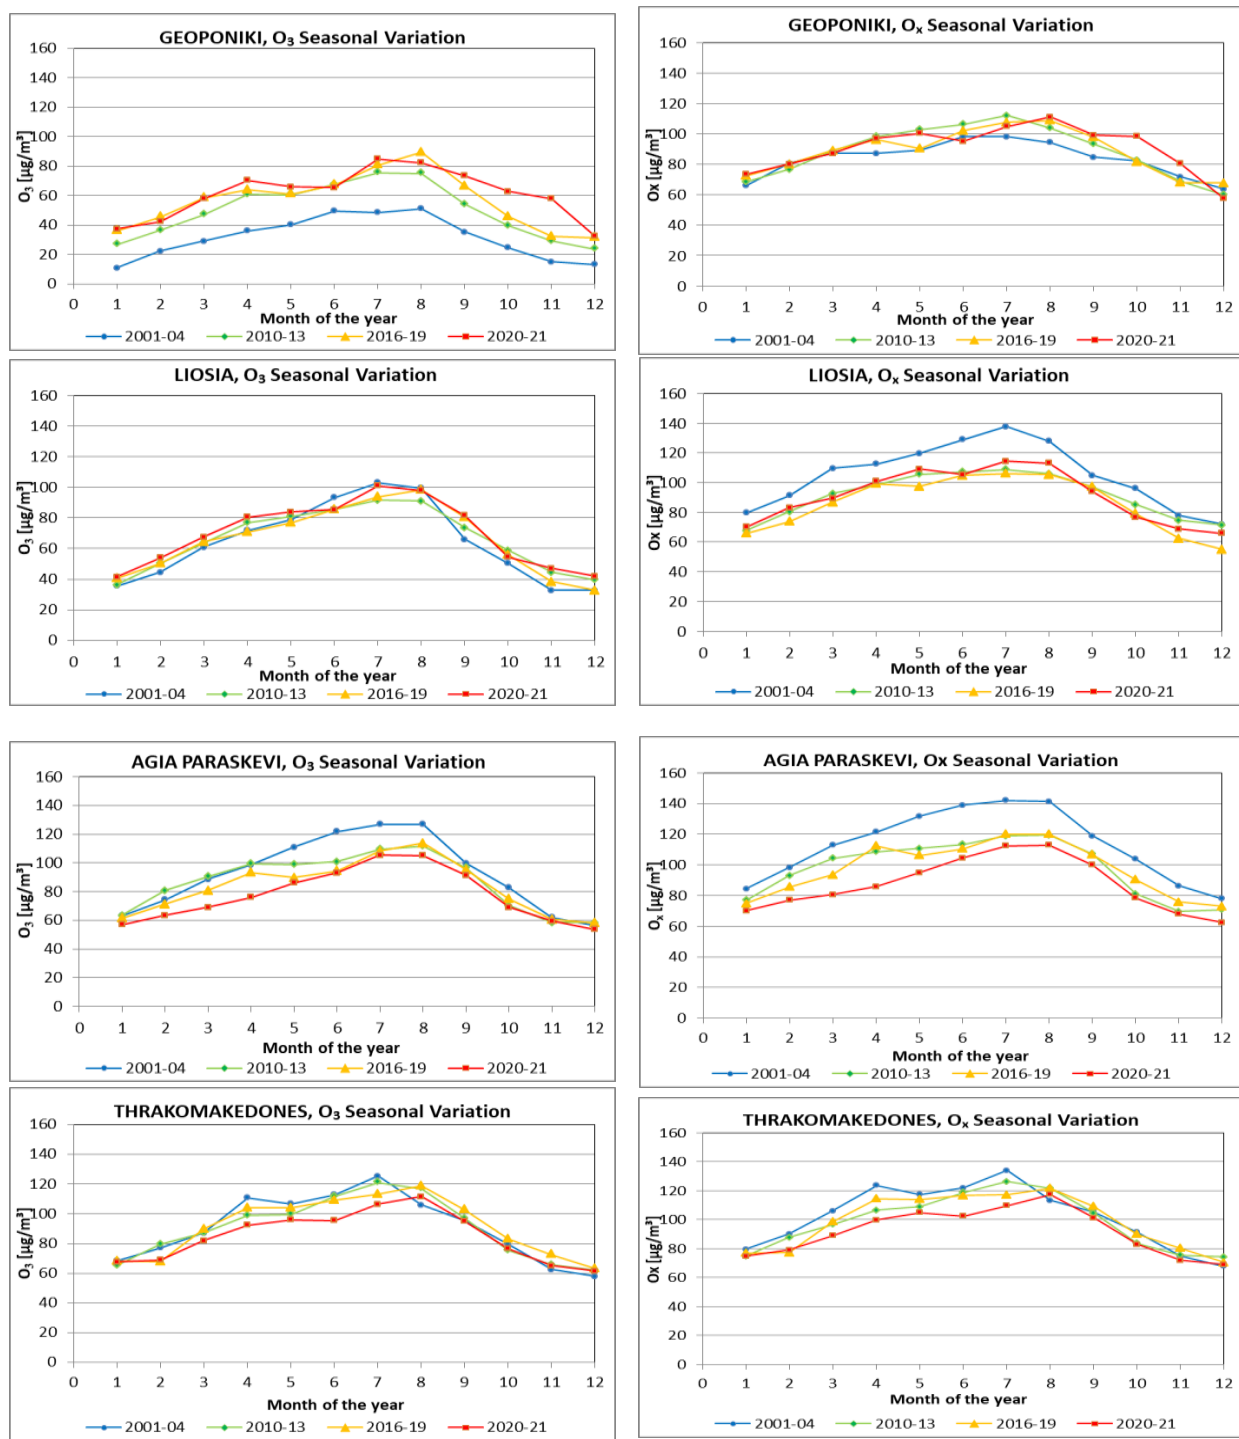 GEOPONIKI, O₃ Seasonal Variation
160
140
120
100
80
60
40
20
0
O₃ [µg/m³]
0 1 2 3 4 5 6 7 8 9 10 11 12
Month of the year
2001-04 2010-13 2016-19 2020-21
GEOPONIKI, Oₓ Seasonal Variation
160
140
120
100
80
60
40
20
0
Ox [µg/m³]
0 1 2 3 4 5 6 7 8 9 10 11 12
Month of the year
2001-04 2010-13 2016-19 2020-21
LIOSIA, O₃ Seasonal Variation
160
140
120
100
80
60
40
20
0
O₃ [µg/m³]
0 1 2 3 4 5 6 7 8 9 10 11 12
Month of the year
2001-04 2010-13 2016-19 2020-21
LIOSIA, Oₓ Seasonal Variation
160
140
120
100
80
60
40
20
0
Ox [µg/m³]
0 1 2 3 4 5 6 7 8 9 10 11 12
Month of the year
2001-04 2010-13 2016-19 2020-21
AGIA PARASKEVI, O₃ Seasonal Variation
160
140
120
100
80
60
40
20
0
O₃ [µg/m³]
0 1 2 3 4 5 6 7 8 9 10 11 12
Month of the year
2001-04 2010-13 2016-19 2020-21
AGIA PARASKEVI, Ox Seasonal Variation
160
140
120
100
80
60
40
20
0
Oₓ [µg/m³]
0 1 2 3 4 5 6 7 8 9 10 11 12
Month of the year
2001-04 2010-13 2016-19 2020-21
THRAKOMAKEDONES, O₃ Seasonal Variation
160
140
120
100
80
60
40
20
0
O₃ [µg/m³]
0 1 2 3 4 5 6 7 8 9 10 11 12
Month of the year
2001-04 2010-13 2016-19 2020-21
THRAKOMAKEDONES, Oₓ Seasonal Variation
160
140
120
100
80
60
40
20
0
Ox [µg/m³]
0 1 2 3 4 5 6 7 8 9 10 11 12
Month of the year
2001-04 2010-13 2016-19 2020-21